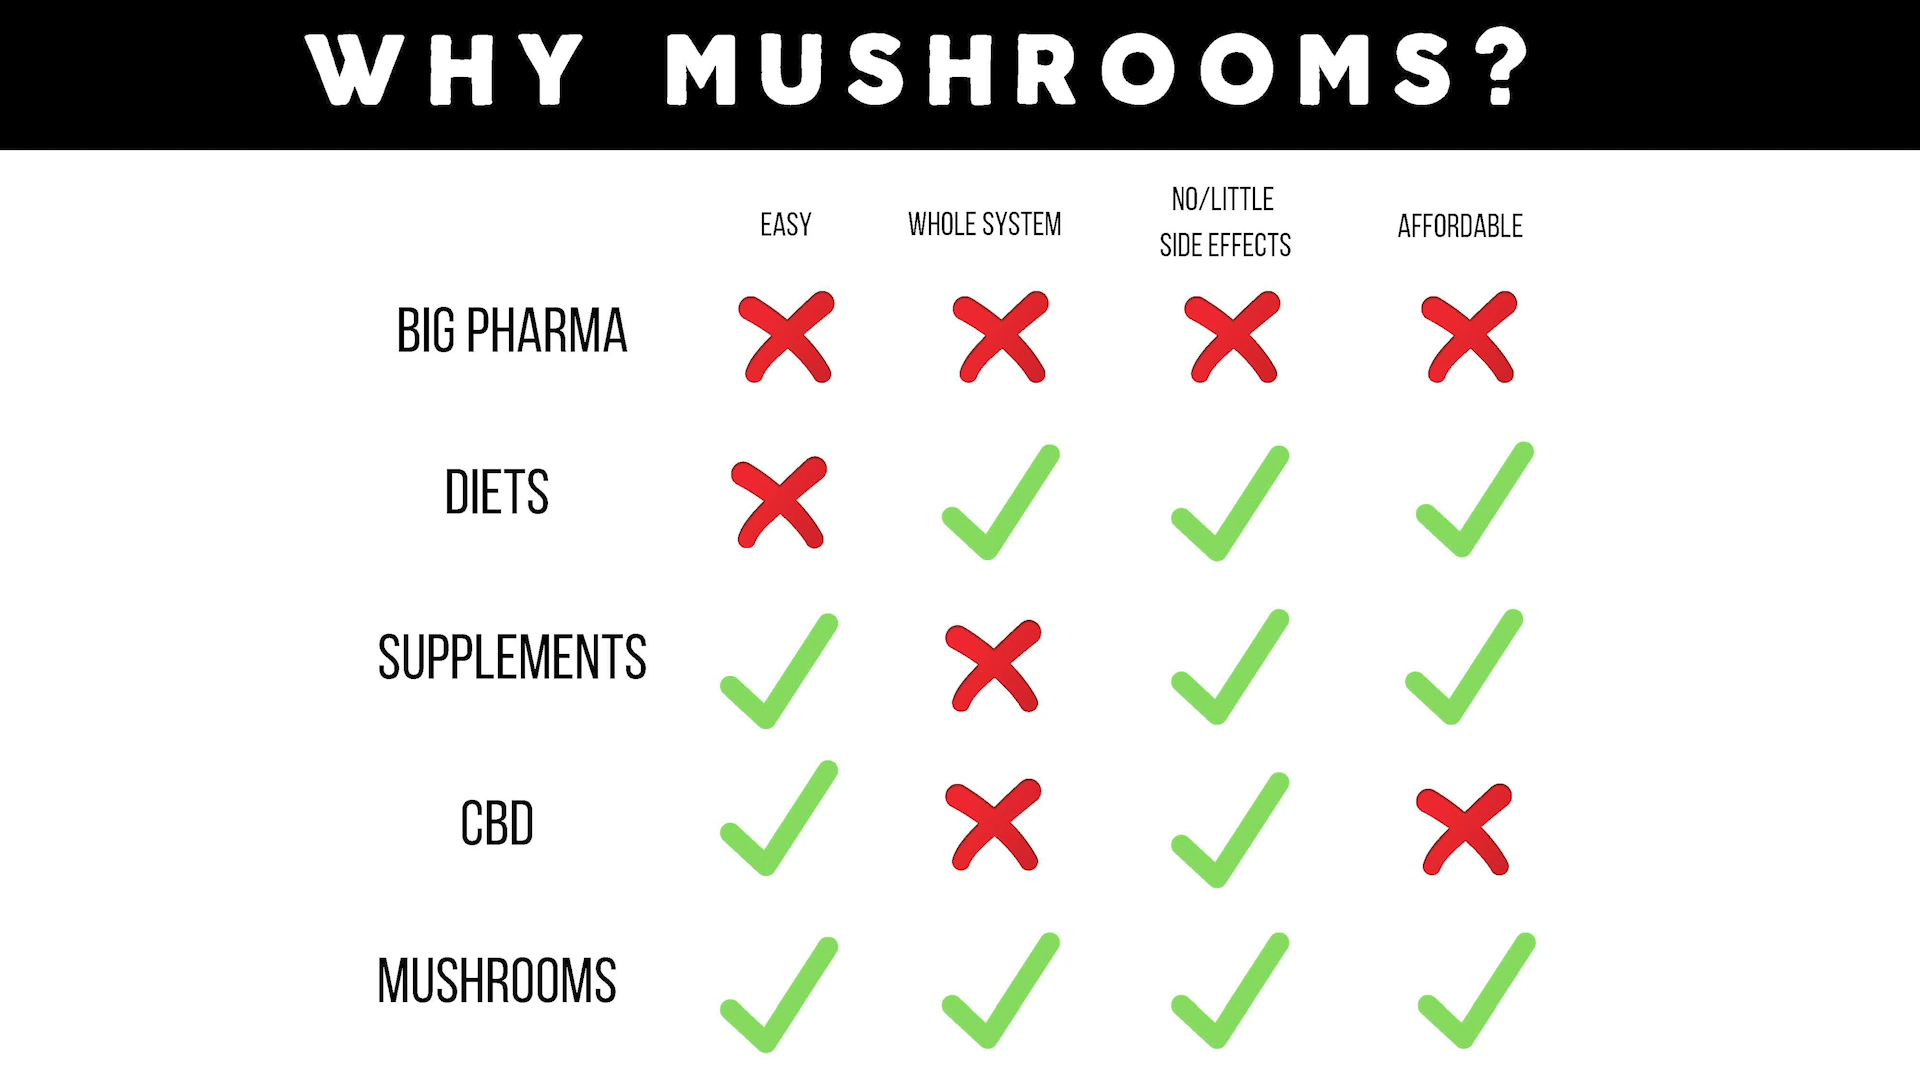 WHY MUSHROOMS?
EASY
WHOLE SYSTEM
NO/LITTLE
SIDE EFFECTS
AFFORDABLE
BIG PHARMA
DIETS
SUPPLEMENTS
CBD
MUSHROOMS